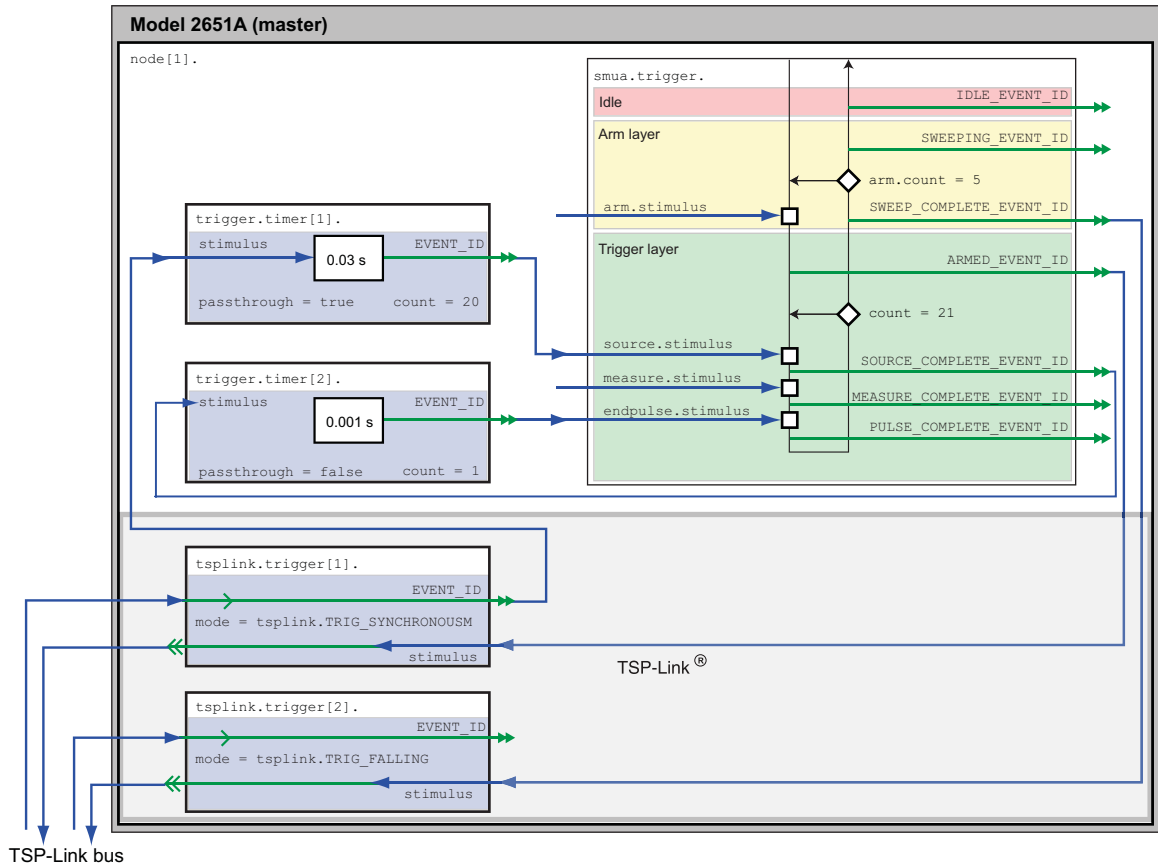 Model 2651A (master)
node[1].
smua.trigger.
Idle
IDLE_EVENT_ID
Arm layer
SWEEPING_EVENT_ID
arm.count = 5
arm.stimulus
SWEEP_COMPLETE_EVENT_ID
Trigger layer
ARMED_EVENT_ID
count = 21
source.stimulus
SOURCE_COMPLETE_EVENT_ID
measure.stimulus
MEASURE_COMPLETE_EVENT_ID
endpulse.stimulus
PULSE_COMPLETE_EVENT_ID
trigger.timer[1].
stimulus
EVENT_ID
0.03 s
passthrough = true
count = 20
trigger.timer[2].
stimulus
EVENT_ID
0.001 s
passthrough = false
count = 1
tsplink.trigger[1].
EVENT_ID
mode = tsplink.TRIG_SYNCHRONOUSM
stimulus
TSP-Link ®
tsplink.trigger[2].
EVENT_ID
mode = tsplink.TRIG_FALLING
stimulus
TSP-Link bus